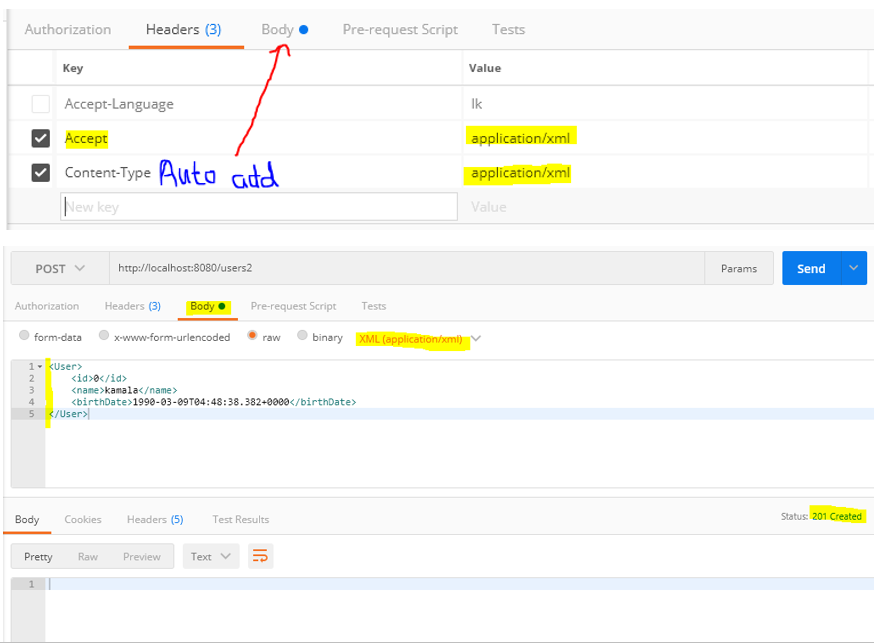 Authorization Headers (3) Body Pre-request Script Tests
Key Value
Accept-Language lk
Accept application/xml
Content-Type Auto add application/xml
New key Value
POST http://localhost:8080/users2 Params Send
Authorization Headers (3) Body Pre-request Script Tests
form-data x-www-form-urlencoded raw binary XML (application/xml)
1 <User>
2 <id>0</id>
3 <name>kamala</name>
4 <birthDate>1990-03-09T04:48:38.382+0000</birthDate>
5 </User>
Body Cookies Headers (5) Test Results Status: 201 Created
Pretty Raw Preview Text
1